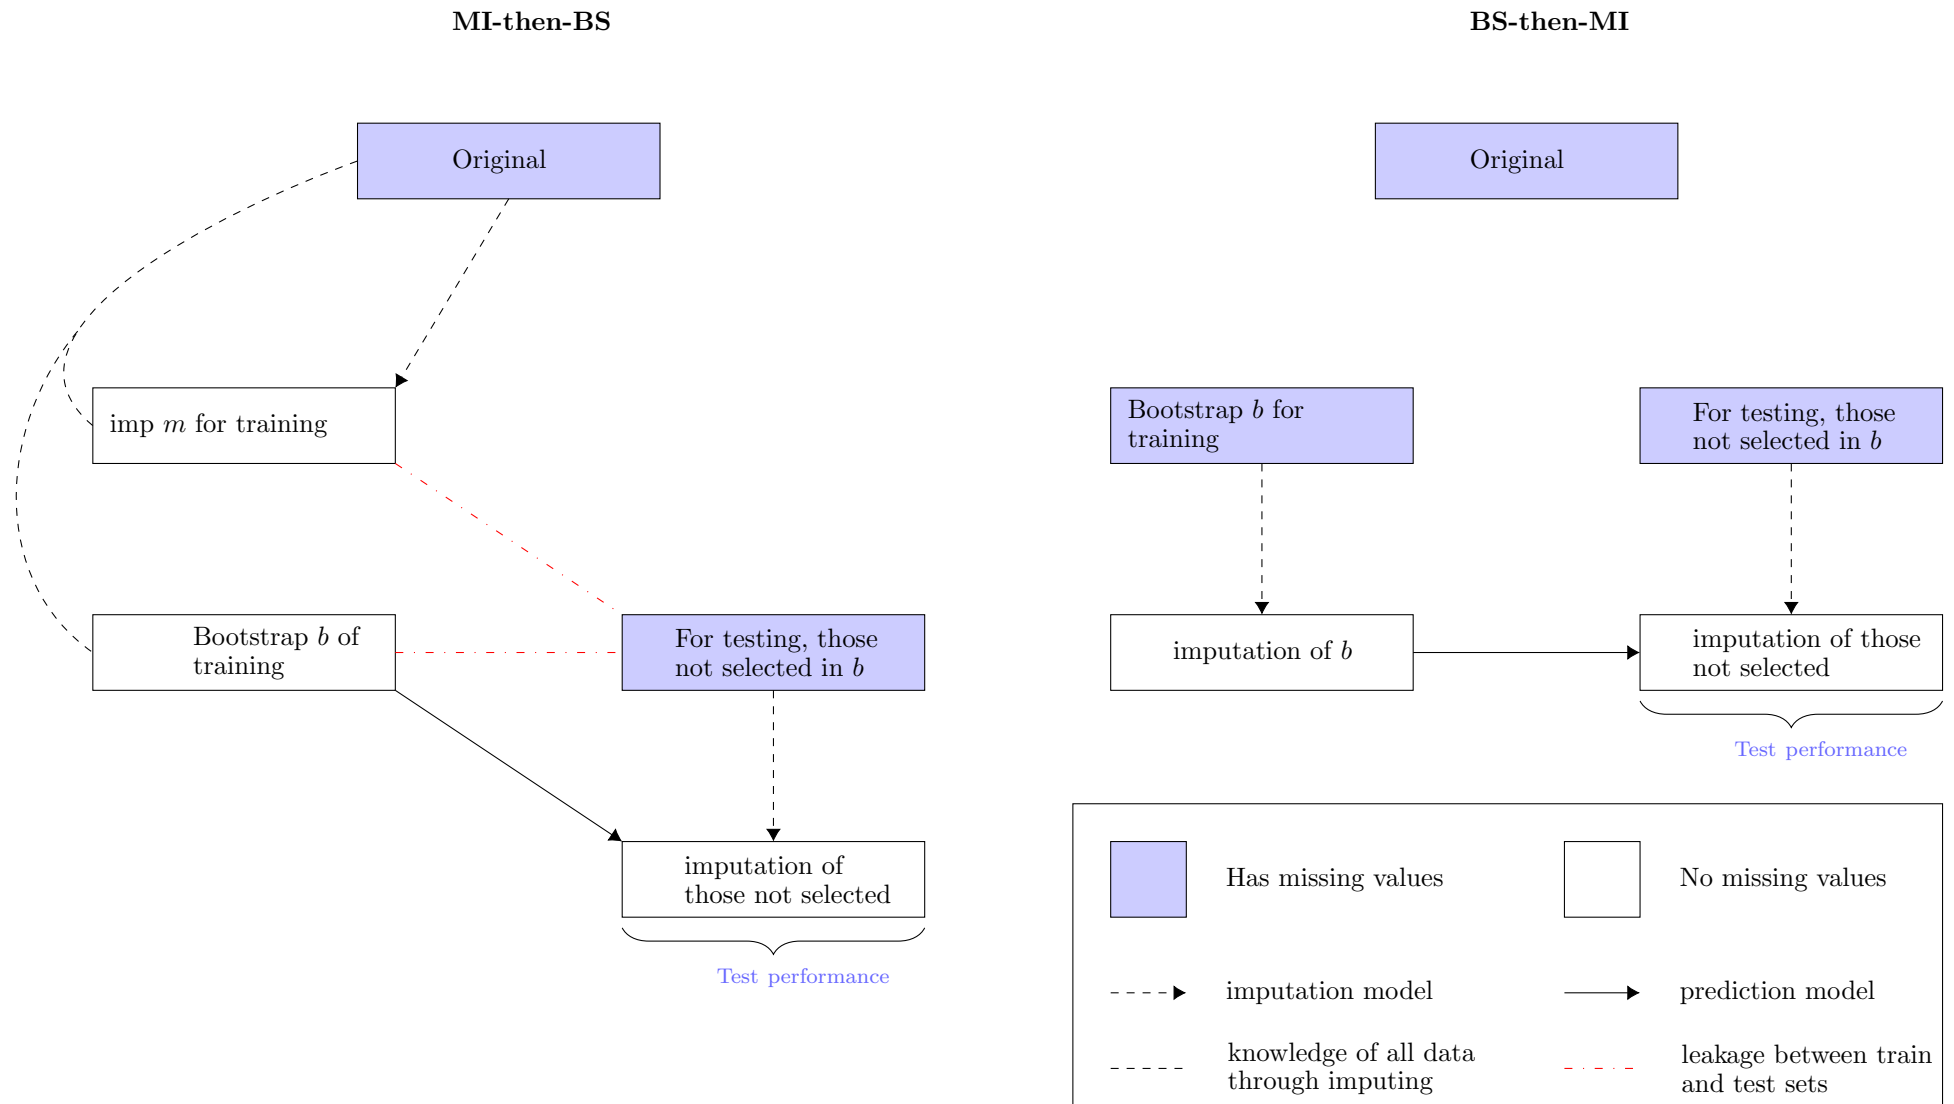 MI-then-BS
Original
imp m for training
Bootstrap b of
training
For testing, those
not selected in b
imputation of
those not selected
Test performance
BS-then-MI
Original
Bootstrap b for
training
For testing, those
not selected in b
imputation of b
imputation of those
not selected
Test performance
Has missing values
No missing values
imputation model
prediction model
knowledge of all data
through imputing
leakage between train
and test sets